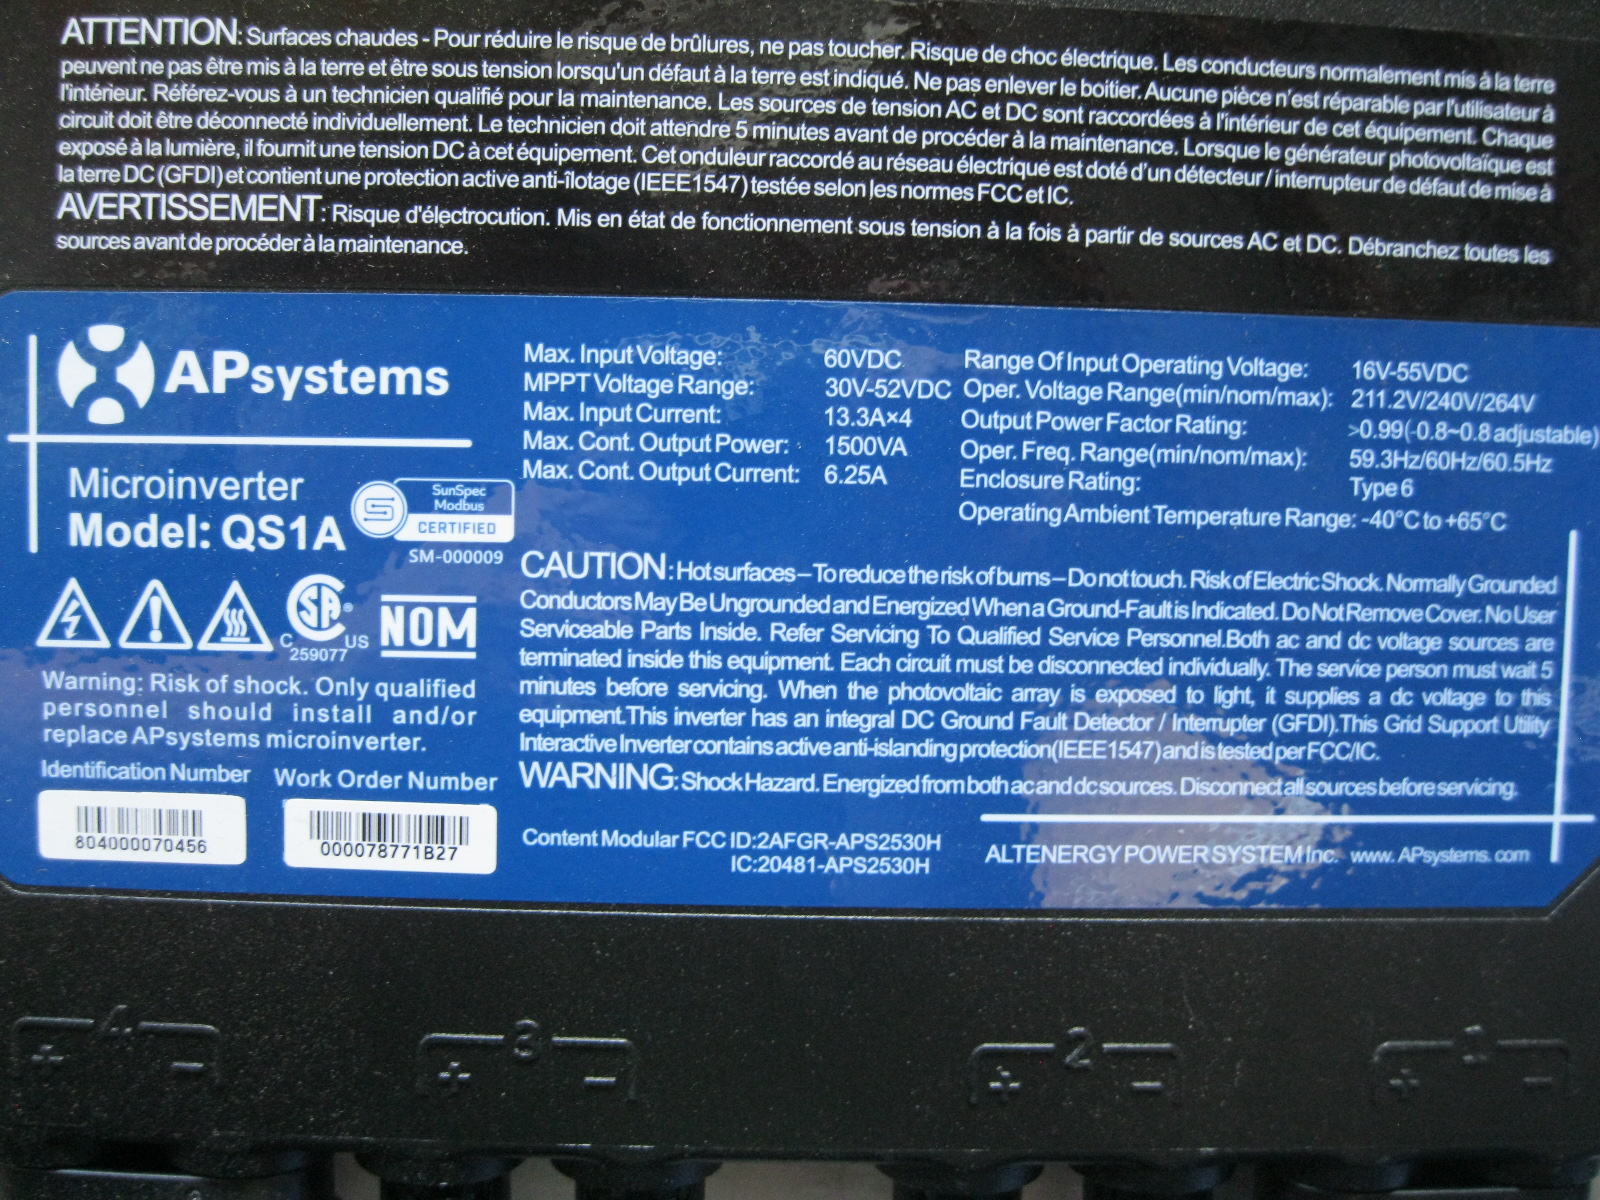 ATTENTION: Surfaces chaudes - Pour réduire le risque de brûlures, ne pas toucher. Risque de choc électrique. Les conducteurs normalement mis à la terre
peuvent ne pas être mis à la terre et être sous tension lorsqu'un défaut à la terre est indiqué. Ne pas enlever le boitier. Aucune pièce n'est réparable par l'utilisateur à
l'intérieur. Référez-vous à un technicien qualifié pour la maintenance. Les sources de tension AC et DC sont raccordées à l'intérieur de cet équipement. Chaque
circuit doit être déconnecté individuellement. Le technicien doit attendre 5 minutes avant de procéder à la maintenance. Lorsque le générateur photovoltaïque est
exposé à la lumière, il fournit une tension DC à cet équipement. Cet onduleur raccordé au réseau électrique est doté d'un détecteur / interrupteur de défaut de mise à
la terre DC (GFDI) et contient une protection active anti-îlotage (IEEE1547) testée selon les normes FCC et IC.
AVERTISSEMENT: Risque d'électrocution. Mis en état de fonctionnement sous tension à la fois à partir de sources AC et DC. Débranchez toutes les
sources avant de procéder à la maintenance.
APsystems
Microinverter
Model: QS1A
SunSpec
Modbus
CERTIFIED
SM-000009
SA
C US
259077
NOM
Warning: Risk of shock. Only qualified
personnel should install and/or
replace APsystems microinverter.
Identification Number
804000070456
Work Order Number
000078771B27
Max. Input Voltage: 60VDC
MPPT Voltage Range: 30V-52VDC
Max. Input Current: 13.3A×4
Max. Cont. Output Power: 1500VA
Max. Cont. Output Current: 6.25A
Range Of Input Operating Voltage: 16V-55VDC
Oper. Voltage Range(min/nom/max): 211.2V/240V/264V
Output Power Factor Rating: >0.99(-0.8~0.8 adjustable)
Oper. Freq. Range(min/nom/max): 59.3Hz/60Hz/60.5Hz
Enclosure Rating: Type 6
Operating Ambient Temperature Range: -40°C to +65°C
CAUTION: Hot surfaces – To reduce the risk of burns – Do not touch. Risk of Electric Shock. Normally Grounded
Conductors May Be Ungrounded and Energized When a Ground-Fault is Indicated. Do Not Remove Cover. No User
Serviceable Parts Inside. Refer Servicing To Qualified Service Personnel.Both ac and dc voltage sources are
terminated inside this equipment. Each circuit must be disconnected individually. The service person must wait 5
minutes before servicing. When the photovoltaic array is exposed to light, it supplies a dc voltage to this
equipment.This inverter has an integral DC Ground Fault Detector / Interrupter (GFDI).This Grid Support Utility
Interactive Inverter contains active anti-islanding protection(IEEE1547) and is tested per FCC/IC.
WARNING: Shock Hazard. Energized from both ac and dc sources. Disconnect all sources before servicing.
Content Modular FCC ID:2AFGR-APS2530H
IC:20481-APS2530H
ALTENERGY POWER SYSTEM Inc. www.APsystems.com
4 3 2 1
+ - + - + - + -